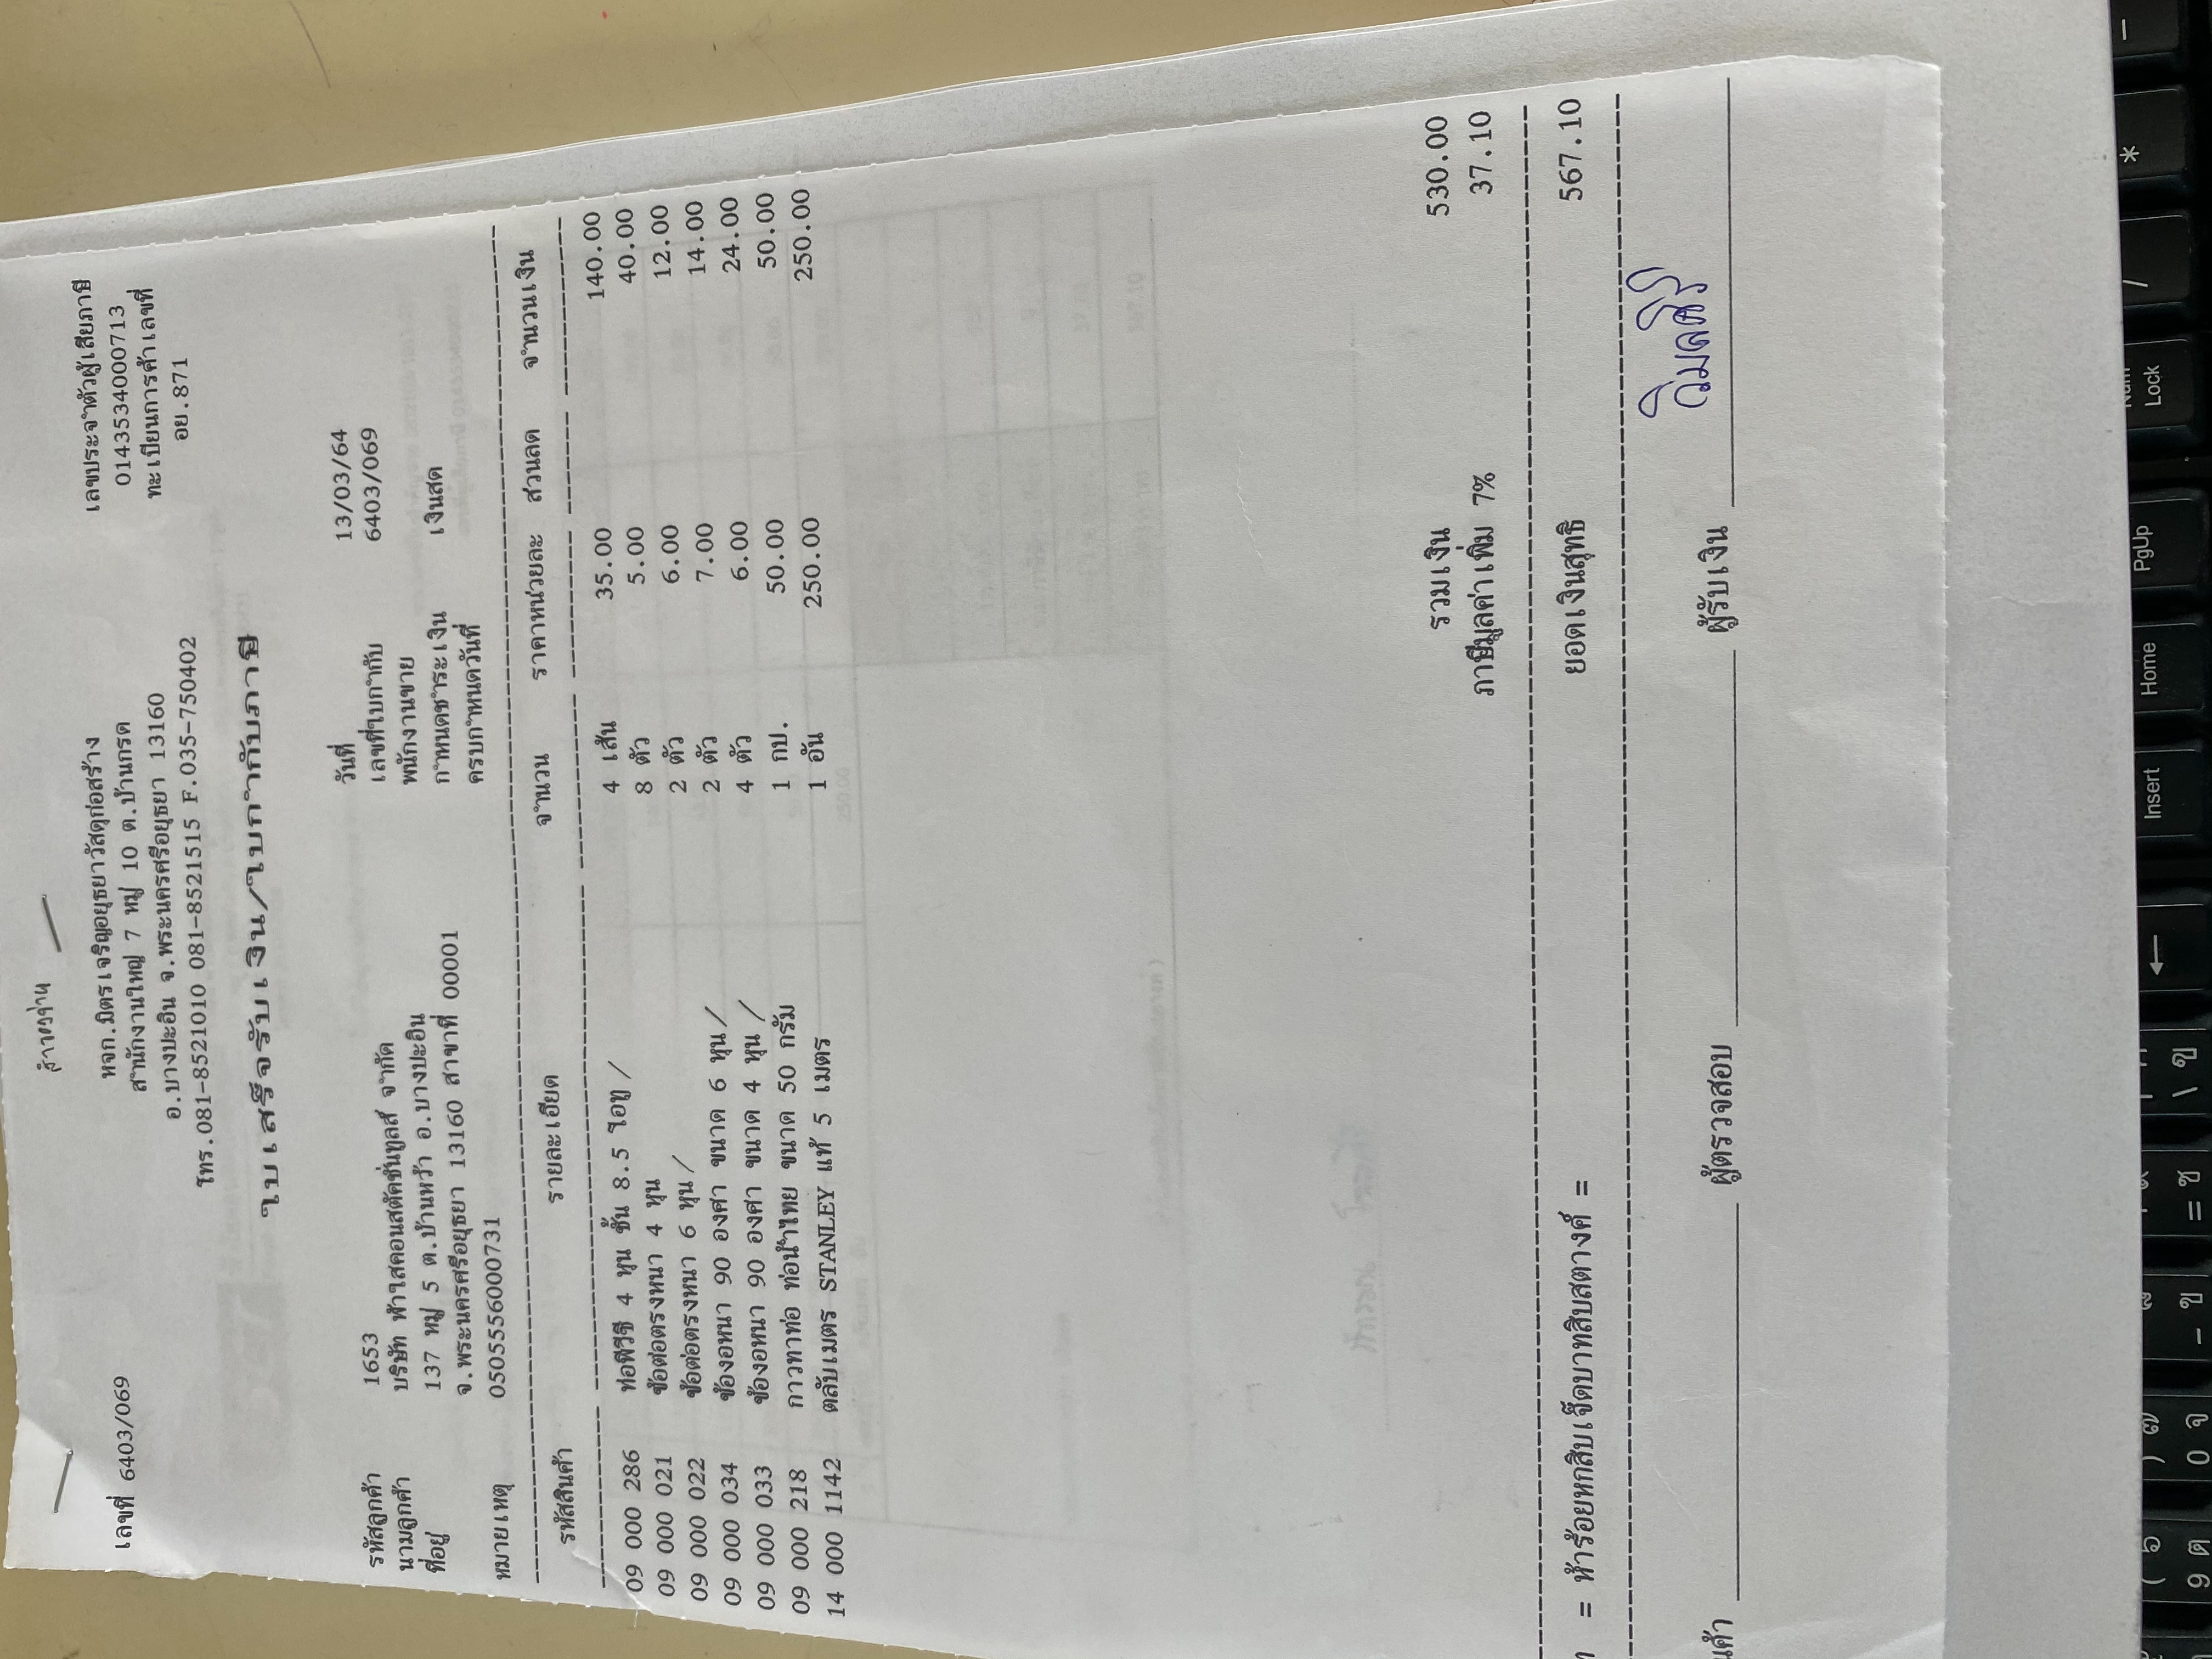 เลขที่ 6403/069
หจก.มิตรเจริญอยุธยาวัสดุก่อสร้าง
สำนักงานใหญ่ 7 หมู่ 10 ต.บ้านกรด
อ.บางปะอิน จ.พระนครศรีอยุธยา 13160
โทร.081-8521010 081-8521515 F.035-750402
เลขประจำตัวผู้เสียภาษี
0143534000713
ทะเบียนการค้าเลขที่
อย.871
ใบเสร็จรับเงิน/ใบกำกับภาษี
รหัสลูกค้า 1653
นามลูกค้า บริษัท ฟ้าใสคอนสตัคชั่นทูลส์ จำกัด
ที่อยู่ 137 หมู่ 5 ต.บ้านหว้า อ.บางปะอิน
จ.พระนครศรีอยุธยา 13160 สาขาที่ 00001
หมายเหตุ 0505556000731
วันที่ 13/03/64
เลขที่ใบกำกับ 6403/069
พนักงานขาย
กำหนดชำระเงิน เงินสด
ครบกำหนดวันที่
รหัสสินค้า รายละเอียด จำนวน ราคาหน่วยละ ส่วนลด จำนวนเงิน
09 000 286 ท่อพีวีซี 4 หุน ชั้น 8.5 ไอทู / 4 เส้น 35.00 140.00
09 000 021 ข้อต่อตรงหนา 4 หุน 8 ตัว 5.00 40.00
09 000 022 ข้อต่อตรงหนา 6 หุน / 2 ตัว 6.00 12.00
09 000 034 ข้องอหนา 90 องศา ขนาด 6 หุน / 2 ตัว 7.00 14.00
09 000 033 ข้องอหนา 90 องศา ขนาด 4 หุน / 4 ตัว 6.00 24.00
09 000 218 กาวทาท่อ ท่อน้ำไทย ขนาด 50 กรัม 1 กป. 50.00 50.00
14 000 1142 ตลับเมตร STANLEY แท้ 5 เมตร 1 อัน 250.00 250.00
รวมเงิน 530.00
ภาษีมูลค่าเพิ่ม 7% 37.10
= ห้าร้อยหกสิบเจ็ดบาทสิบสตางค์ = ยอดเงินสุทธิ 567.10
ผู้ตรวจสอบ ผู้รับเงิน วิมลศิริ
Insert Home PgUp Lock / * -
9 ต 0 จ - ข = ช \ ฃ